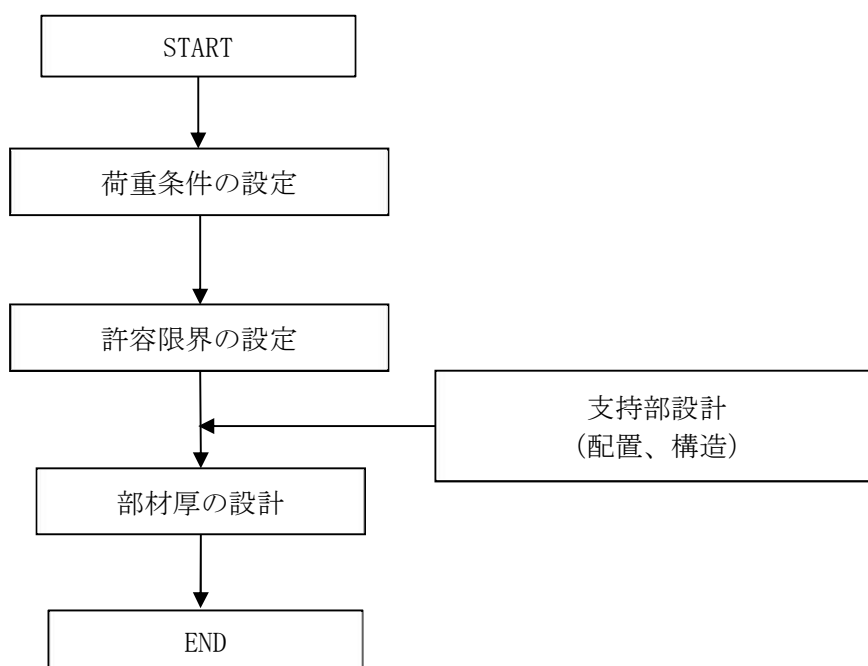 START
荷重条件の設定
許容限界の設定
支持部設計
(配置、構造)
部材厚の設計
END